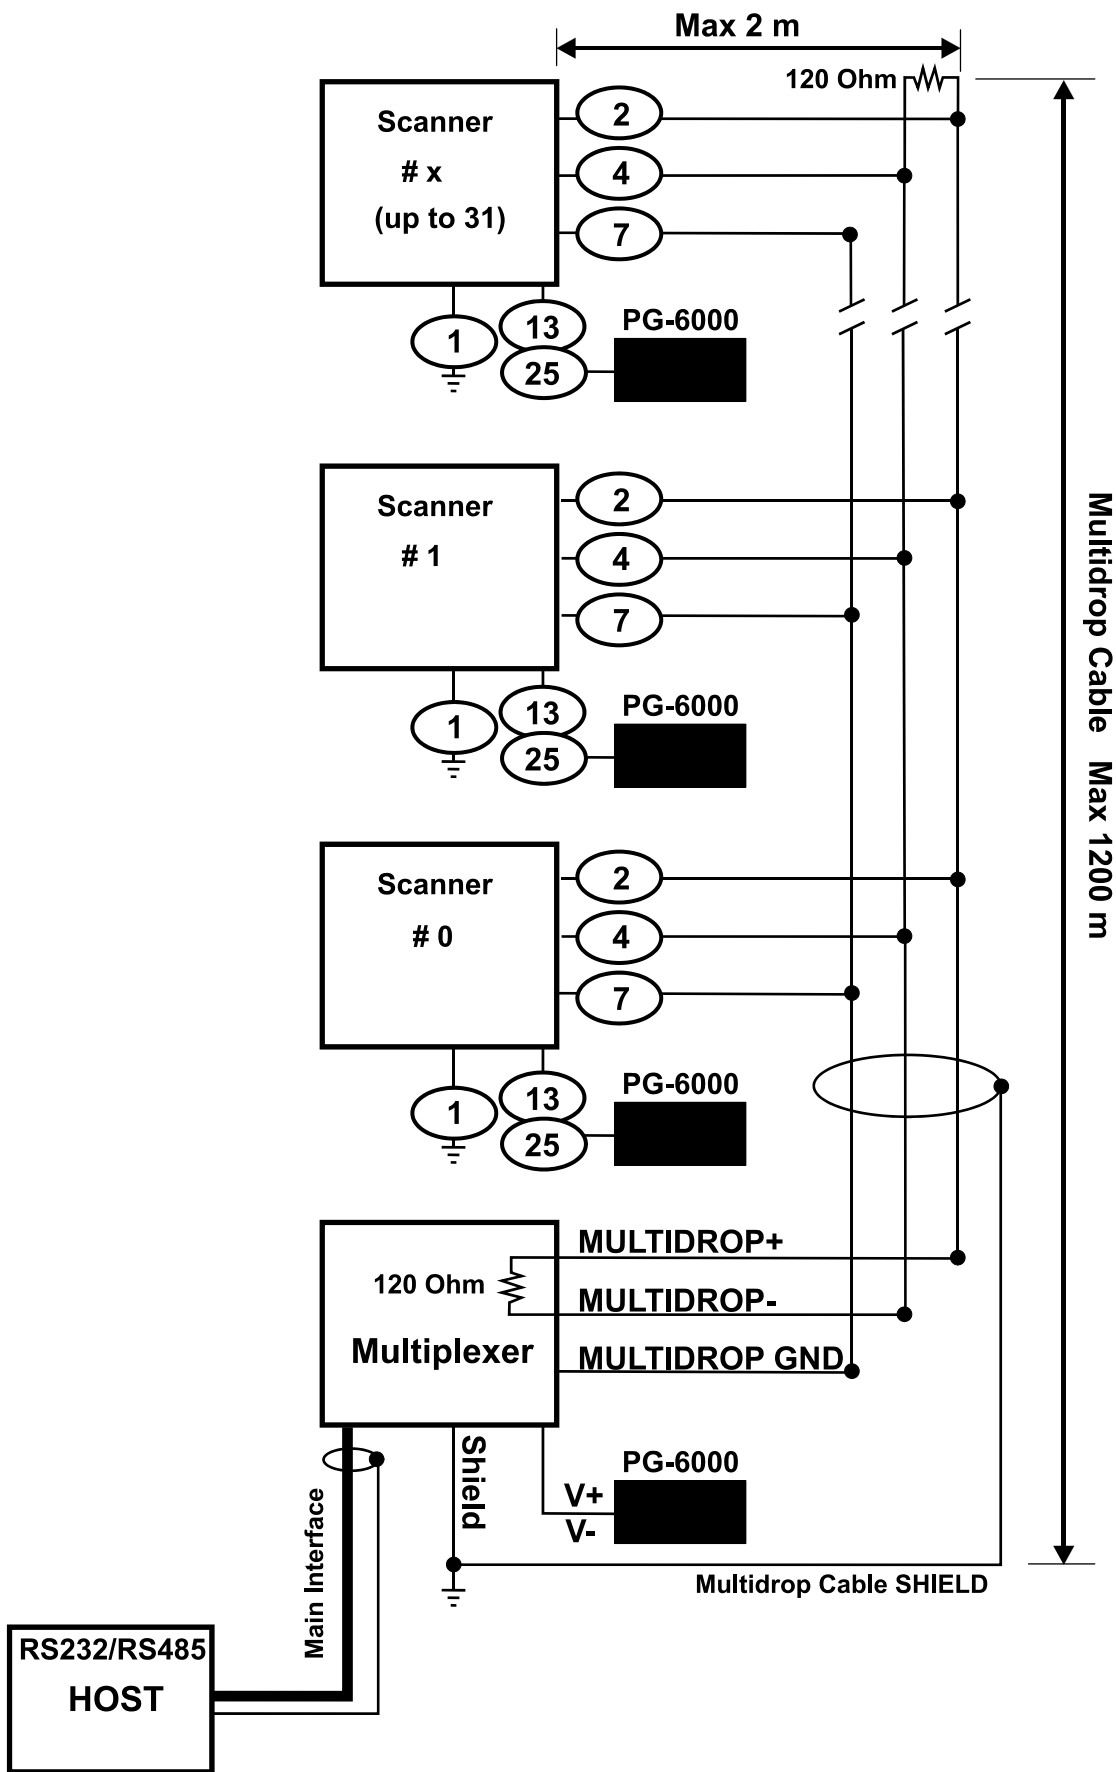 Max 2 m
120 Ohm
Scanner
# x
(up to 31)
2
4
7
1
13
25
PG-6000
Scanner
# 1
2
4
7
1
13
25
PG-6000
Scanner
# 0
2
4
7
1
13
25
PG-6000
Multidrop Cable Max 1200 m
MULTIDROP+
120 Ohm
MULTIDROP-
Multiplexer
MULTIDROP GND
Shield
PG-6000
V+
V-
Main Interface
Multidrop Cable SHIELD
RS232/RS485
HOST